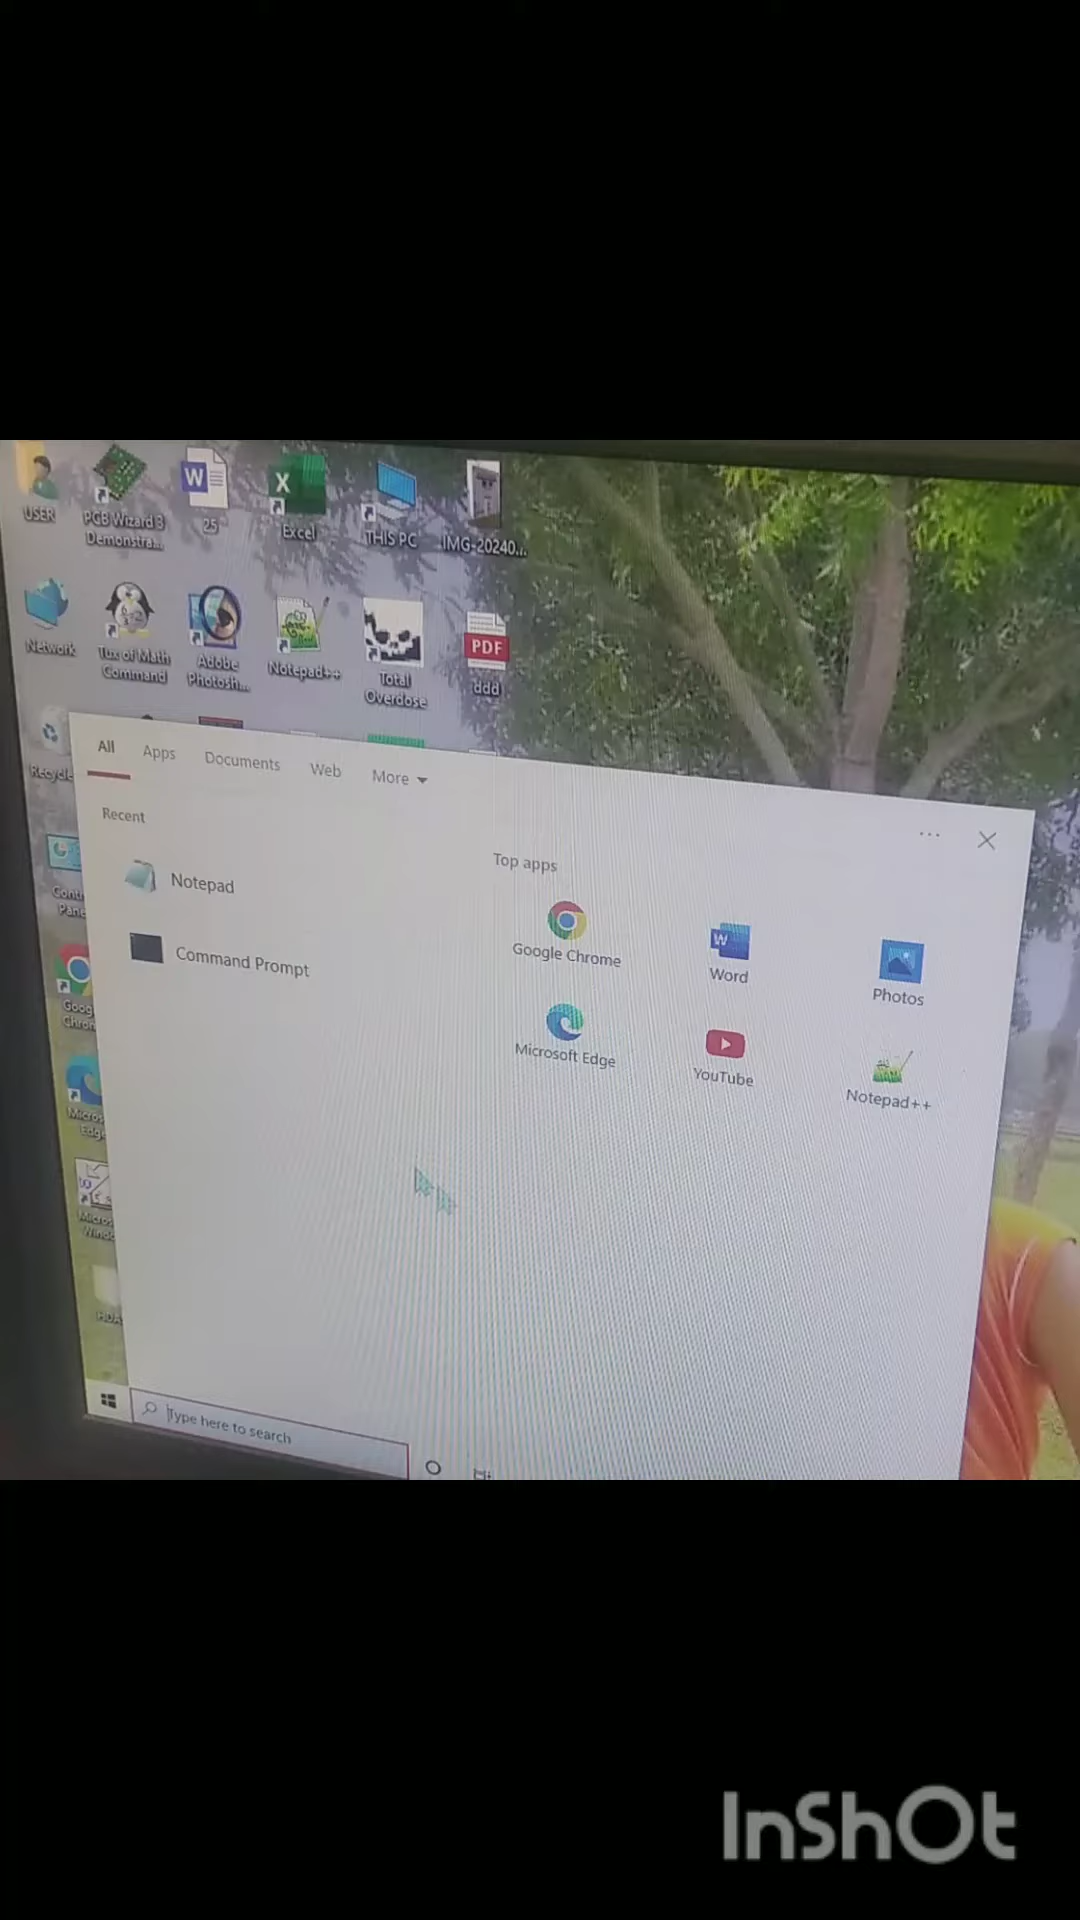 USER
PCB Wizard 3
Demonstra...
W
25
X
Excel
THIS PC
IMG-20240...
Network
Tux of Math
Command
Adobe
Photosh...
Notepad++
Total
Overdose
PDF
ddd
Recycle
All
Apps
Documents
Web
More
Recent
Top apps
Notepad
Command Prompt
Google Chrome
W
Word
Photos
Microsoft Edge
YouTube
Notepad++
Type here to search
InShOt